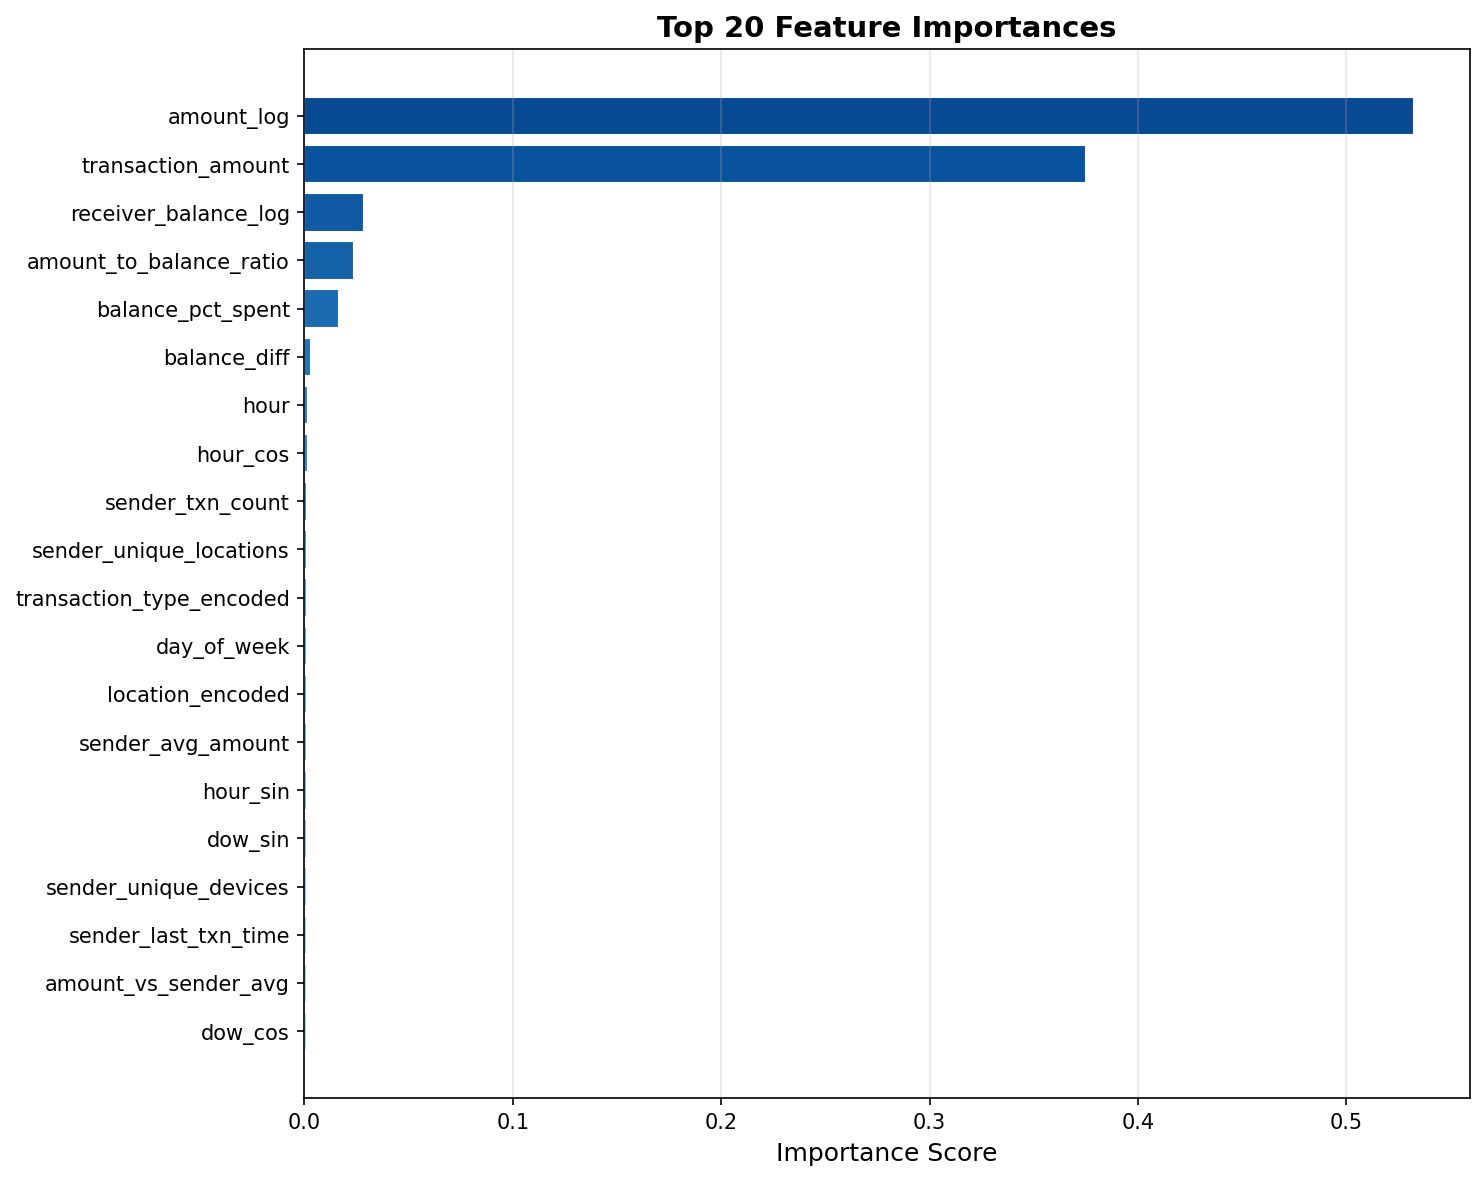 Top 20 Feature Importances
amount_log
transaction_amount
receiver_balance_log
amount_to_balance_ratio
balance_pct_spent
balance_diff
hour
hour_cos
sender_txn_count
sender_unique_locations
transaction_type_encoded
day_of_week
location_encoded
sender_avg_amount
hour_sin
dow_sin
sender_unique_devices
sender_last_txn_time
amount_vs_sender_avg
dow_cos
0.0 0.1 0.2 0.3 0.4 0.5
Importance Score